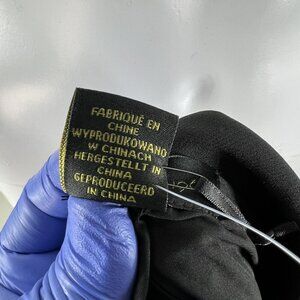 FABRIQUÉ EN
CHINE
WYPRODUKOWANO
W CHINACH
HERGESTELLT IN
CHINA
GEPRODUCEERD
IN CHINA